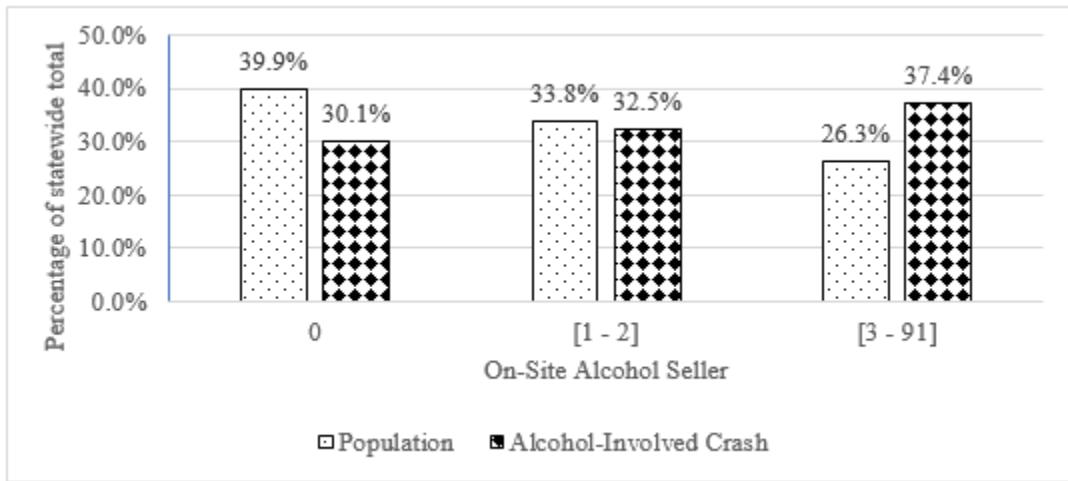 Percentage of statewide total
50.0%
40.0%
30.0%
20.0%
10.0%
0.0%
39.9%
30.1%
33.8%
32.5%
26.3%
37.4%
0
[1 - 2]
[3 - 91]
On-Site Alcohol Seller
Population
Alcohol-Involved Crash